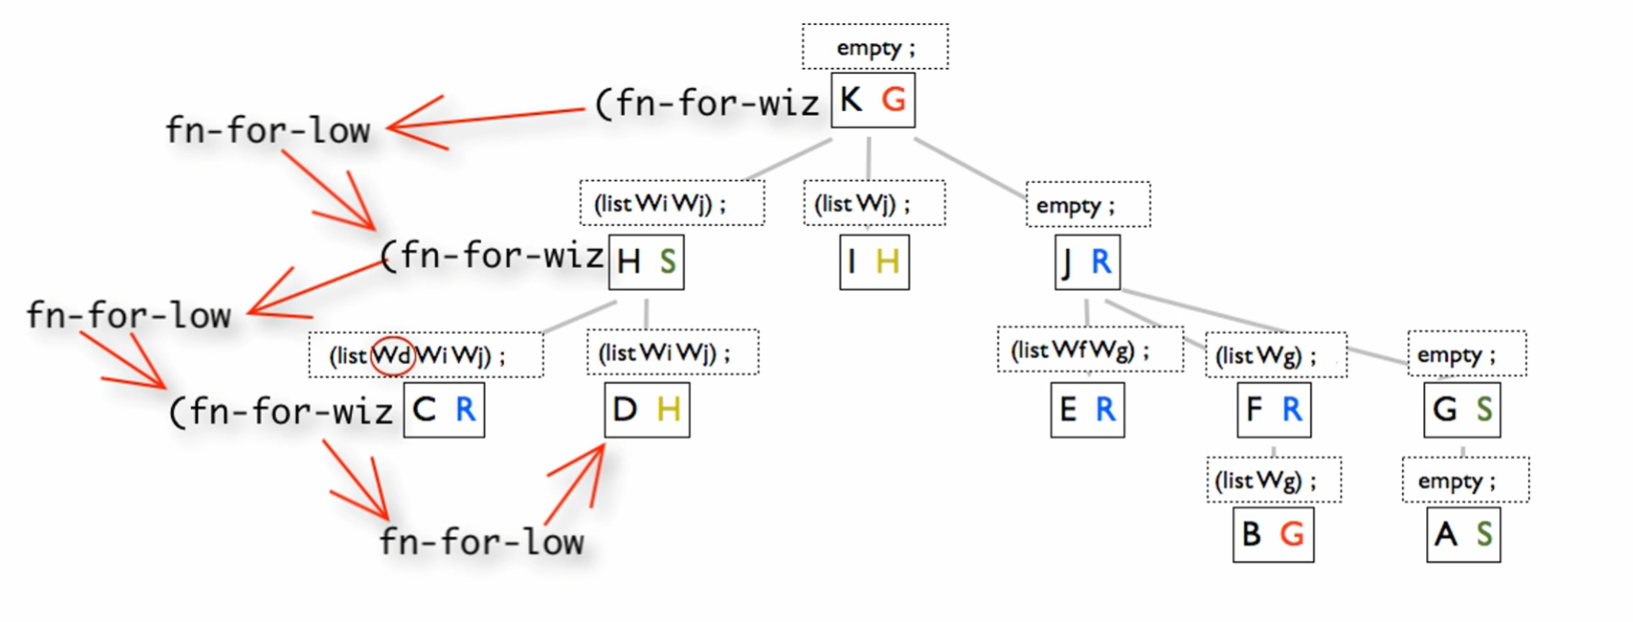 empty ;
(fn-for-wiz K G
fn-for-low
(list Wi Wj) ; (list Wj) ; empty ;
(fn-for-wiz H S I H J R
fn-for-low
(list Wd Wi Wj) ; (list Wi Wj) ; (list Wf Wg) ; (list Wg) ; empty ;
(fn-for-wiz C R D H E R F R G S
(list Wg) ; empty ;
fn-for-low B G A S